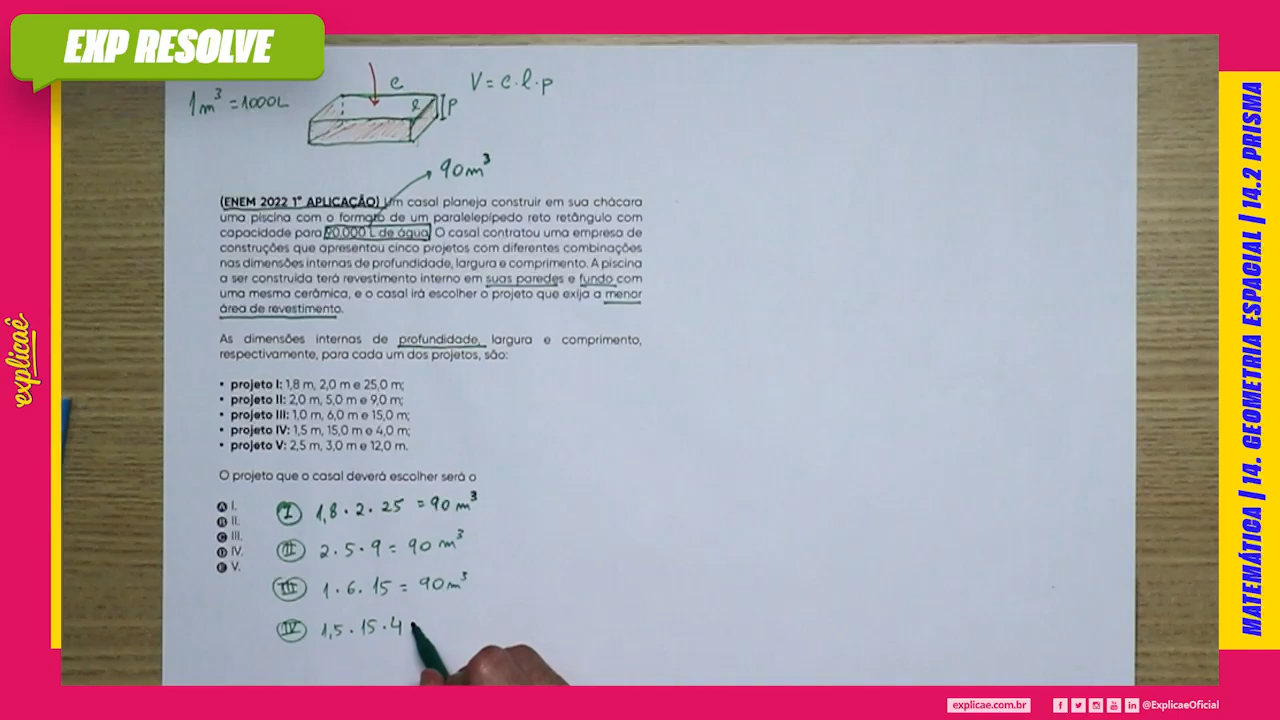 EXP RESOLVE
1m³ = 1000L
c
l
p
V = c·l·p
90m³
(ENEM 2022 1ª APLICAÇÃO) Um casal planeja construir em sua chácara
uma piscina com o formato de um paralelepípedo reto retângulo com
capacidade para 90.000 L de água. O casal contratou uma empresa de
construções que apresentou cinco projetos com diferentes combinações
nas dimensões internas de profundidade, largura e comprimento. A piscina
a ser construída terá revestimento interno em suas paredes e fundo com
uma mesma cerâmica, e o casal irá escolher o projeto que exija a menor
área de revestimento.
As dimensões internas de profundidade, largura e comprimento,
respectivamente, para cada um dos projetos, são:
• projeto I: 1,8 m, 2,0 m e 25,0 m;
• projeto II: 2,0 m, 5,0 m e 9,0 m;
• projeto III: 1,0 m, 6,0 m e 15,0 m;
• projeto IV: 1,5 m, 15,0 m e 4,0 m;
• projeto V: 2,5 m, 3,0 m e 12,0 m.
O projeto que o casal deverá escolher será o
A I.
B II.
C III.
D IV.
E V.
I 1,8 · 2 · 25 = 90 m³
II 2 · 5 · 9 = 90 m³
III 1 · 6 · 15 = 90 m³
IV 1,5 · 15 · 4
explicaê
MATEMÁTICA | 14. GEOMETRIA ESPACIAL | 14.2 PRISMA
explicae.com.br
@ExplicaeOficial